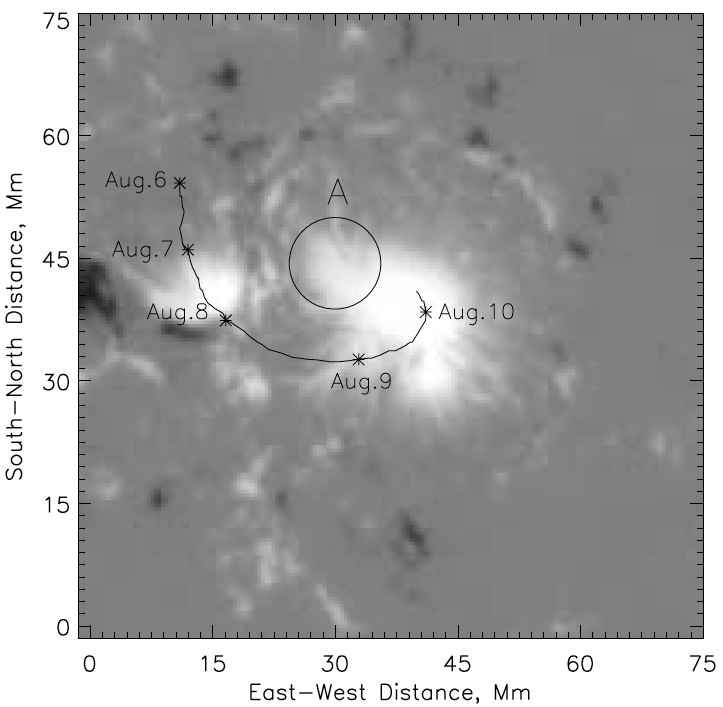 75
60
45
30
15
0
South-North Distance, Mm
Aug.6
A
Aug.7
Aug.8
Aug.10
Aug.9
0 15 30 45 60 75
East-West Distance, Mm